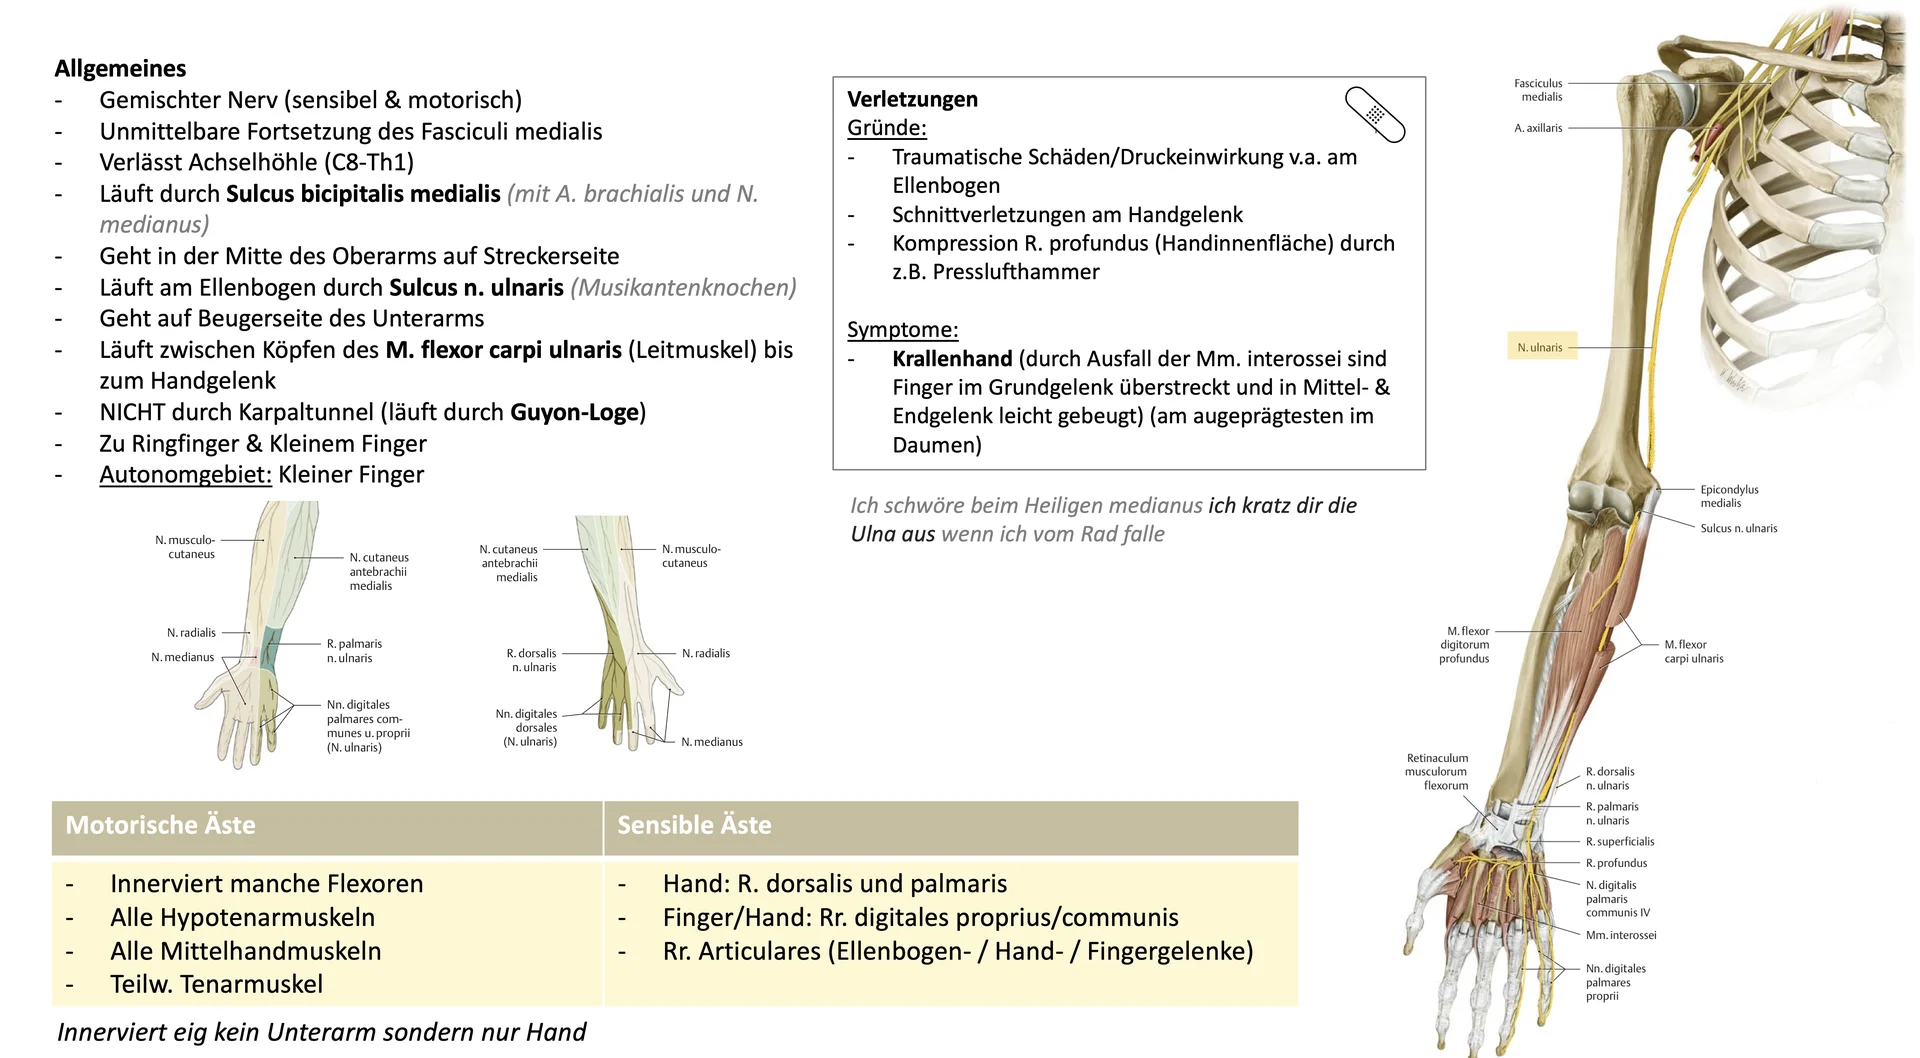 Allgemeines
- Gemischter Nerv (sensibel & motorisch)
- Unmittelbare Fortsetzung des Fasciculi medialis
- Verlässt Achselhöhle (C8-Th1)
- Läuft durch Sulcus bicipitalis medialis (mit A. brachialis und N.
medianus)
- Geht in der Mitte des Oberarms auf Streckerseite
- Läuft am Ellenbogen durch Sulcus n. ulnaris (Musikantenknochen)
- Geht auf Beugerseite des Unterarms
- Läuft zwischen Köpfen des M. flexor carpi ulnaris (Leitmuskel) bis
zum Handgelenk
- NICHT durch Karpaltunnel (läuft durch Guyon-Loge)
- Zu Ringfinger & Kleinem Finger
- Autonomgebiet: Kleiner Finger
Verletzungen
Gründe:
- Traumatische Schäden/Druckeinwirkung v.a. am
Ellenbogen
- Schnittverletzungen am Handgelenk
- Kompression R. profundus (Handinnenfläche) durch
z.B. Presslufthammer
Symptome:
- Krallenhand (durch Ausfall der Mm. interossei sind
Finger im Grundgelenk überstreckt und in Mittel- &
Endgelenk leicht gebeugt) (am augeprägtesten im
Daumen)
Ich schwöre beim Heiligen medianus ich kratz dir die
Ulna aus wenn ich vom Rad falle
N. musculo-
cutaneus
N. cutaneus
antebrachii
medialis
N. radialis
N. medianus
R. palmaris
n. ulnaris
Nn. digitales
palmares com-
munes u. proprii
(N. ulnaris)
N. cutaneus
antebrachii
medialis
N. musculo-
cutaneus
R. dorsalis
n. ulnaris
N. radialis
Nn. digitales
dorsales
(N. ulnaris)
N. medianus
Motorische Äste
- Innerviert manche Flexoren
- Alle Hypotenarmuskeln
- Alle Mittelhandmuskeln
- Teilw. Tenarmuskel
Sensible Äste
- Hand: R. dorsalis und palmaris
- Finger/Hand: Rr. digitales proprius/communis
- Rr. Articulares (Ellenbogen- / Hand- / Fingergelenke)
Innerviert eig kein Unterarm sondern nur Hand
Fasciculus
medialis
A. axillaris
N. ulnaris
Epicondylus
medialis
Sulcus n. ulnaris
M. flexor
digitorum
profundus
M. flexor
carpi ulnaris
Retinaculum
musculorum
flexorum
R. dorsalis
n. ulnaris
R. palmaris
n. ulnaris
R. superficialis
R. profundus
N. digitalis
palmaris
communis IV
Mm. interossei
Nn. digitales
palmares
proprii